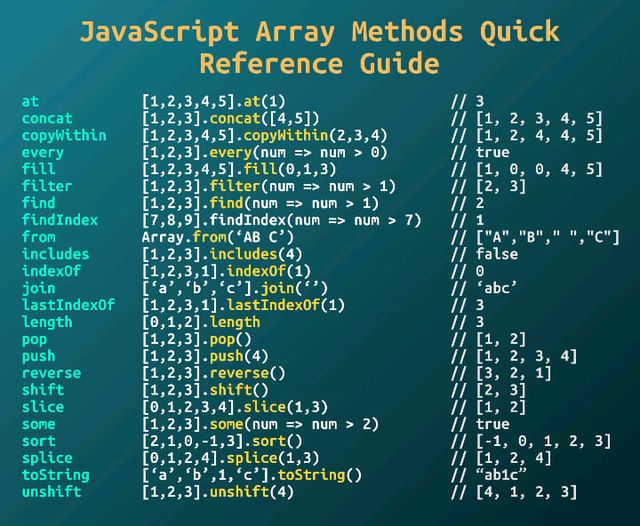 JavaScript Array Methods Quick
Reference Guide
at [1,2,3,4,5].at(1) // 3
concat [1,2,3].concat([4,5]) // [1, 2, 3, 4, 5]
copyWithin [1,2,3,4,5].copyWithin(2,3,4) // [1, 2, 4, 4, 5]
every [1,2,3].every(num => num > 0) // true
fill [1,2,3,4,5].fill(0,1,3) // [1, 0, 0, 4, 5]
filter [1,2,3].filter(num => num > 1) // [2, 3]
find [1,2,3].find(num => num > 1) // 2
findIndex [7,8,9].findIndex(num => num > 7) // 1
from Array.from(‘AB C’) // ["A","B"," ","C"]
includes [1,2,3].includes(4) // false
indexOf [1,2,3,1].indexOf(1) // 0
join [‘a’,‘b’,‘c’].join(‘’) // ‘abc’
lastIndexOf [1,2,3,1].lastIndexOf(1) // 3
length [0,1,2].length // 3
pop [1,2,3].pop() // [1, 2]
push [1,2,3].push(4) // [1, 2, 3, 4]
reverse [1,2,3].reverse() // [3, 2, 1]
shift [1,2,3].shift() // [2, 3]
slice [0,1,2,3,4].slice(1,3) // [1, 2]
some [1,2,3].some(num => num > 2) // true
sort [2,1,0,-1,3].sort() // [-1, 0, 1, 2, 3]
splice [0,1,2,4].splice(1,3) // [1, 2, 4]
toString [‘a’,‘b’,1,‘c’].toString() // “ab1c”
unshift [1,2,3].unshift(4) // [4, 1, 2, 3]